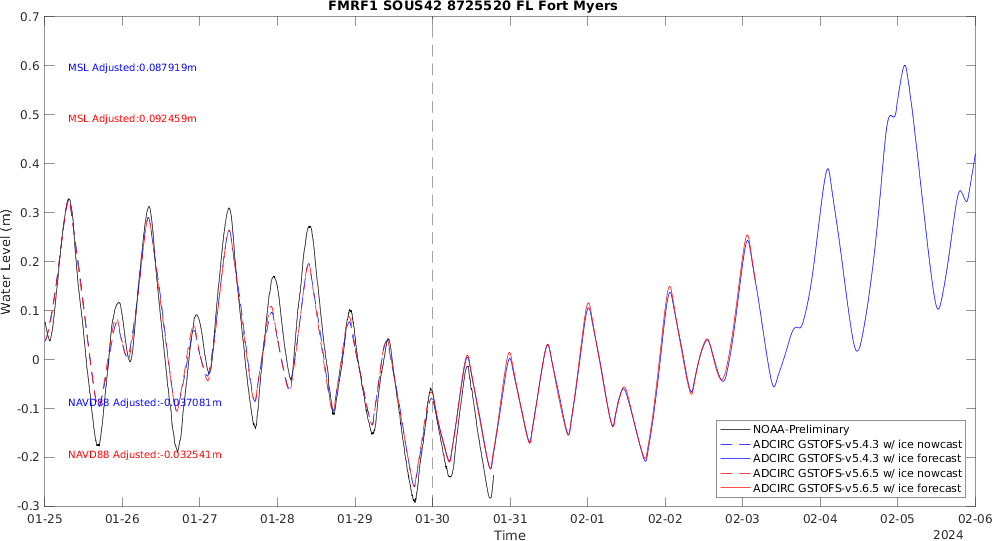 FMRF1 SOUS42 8725520 FL Fort Myers
0.7
0.6
0.5
0.4
0.3
0.2
0.1
0
-0.1
-0.2
-0.3
Water Level (m)
MSL Adjusted:0.087919m
MSL Adjusted:0.092459m
NAVD88 Adjusted:-0.037081m
NAVD88 Adjusted:-0.032541m
NOAA-Preliminary
ADCIRC GSTOFS-v5.4.3 w/ ice nowcast
ADCIRC GSTOFS-v5.4.3 w/ ice forecast
ADCIRC GSTOFS-v5.6.5 w/ ice nowcast
ADCIRC GSTOFS-v5.6.5 w/ ice forecast
01-25 01-26 01-27 01-28 01-29 01-30 01-31 02-01 02-02 02-03 02-04 02-05 02-06
Time
2024